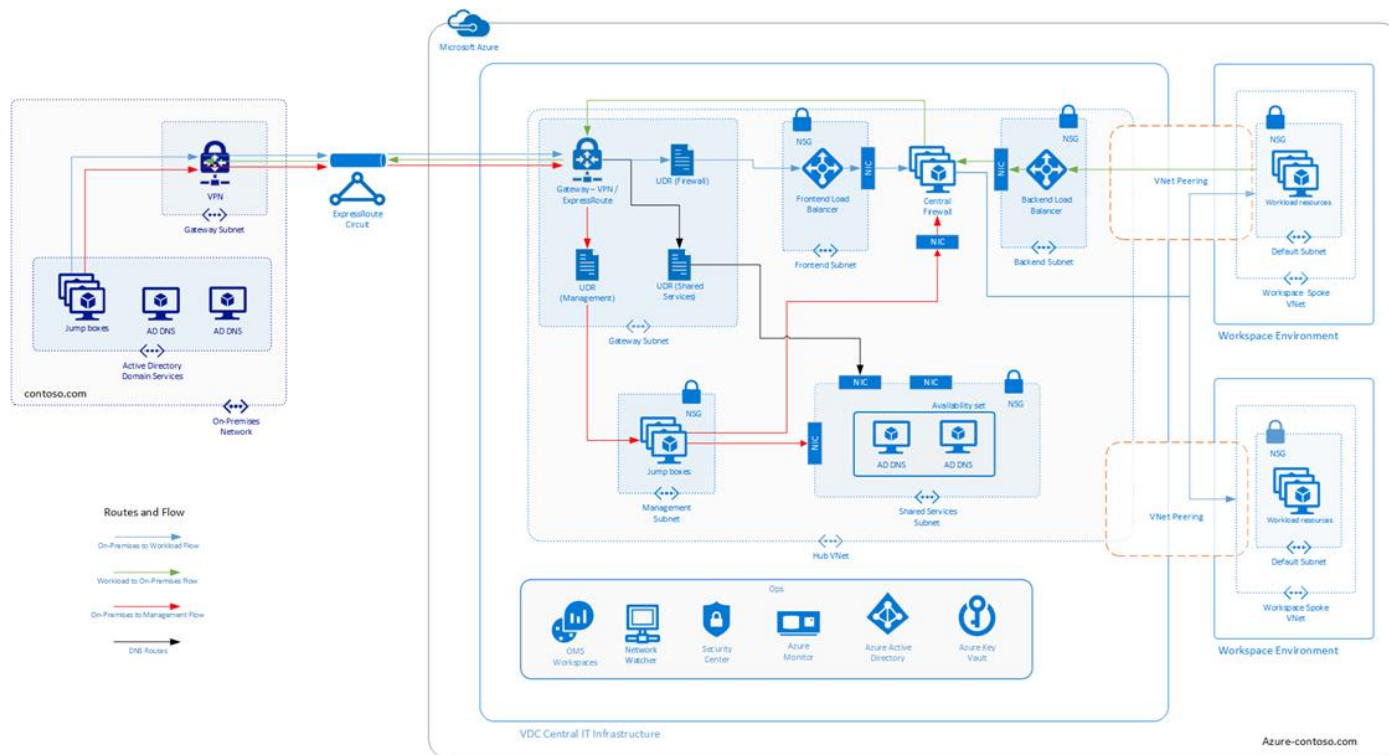 Microsoft Azure
VPN
Gateway Subnet
Jump boxes
AD DNS
AD DNS
Active Directory
Domain Services
contoso.com
On-Premises
Network
ExpressRoute
Circuit
Gateway – VPN /
ExpressRoute
UDR (Firewall)
UDR
(Management)
UDR (Shared
Services)
Gateway Subnet
NSG
Frontend Load
Balancer
Frontend Subnet
NIC
Central
Firewall
NIC
NIC
NSG
Backend Load
Balancer
Backend Subnet
NSG
Jump boxes
Management
Subnet
NIC
NIC
NIC
NSG
Availability set
AD DNS
AD DNS
Shared Services
Subnet
Hub VNet
VNet Peering
NSG
Workload resources
Default Subnet
Workspace Spoke
VNet
Workspace Environment
VNet Peering
NSG
Workload resources
Default Subnet
Workspace Spoke
VNet
Workspace Environment
Routes and Flow
On-Premises to Workload Flow
Workload to On-Premises Flow
On-Premises to Management Flow
DNS Routes
Ops
OMS
Workspaces
Network
Watcher
Security
Center
Azure
Monitor
Azure Active
Directory
Azure Key
Vault
VDC Central IT Infrastructure
Azure-contoso.com